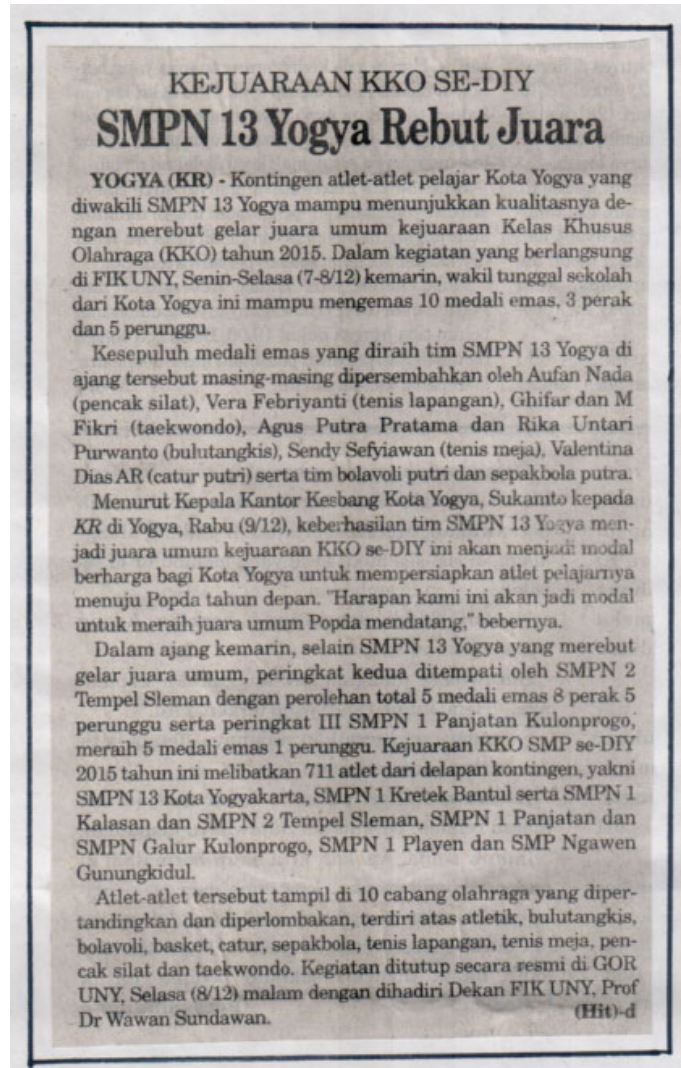 KEJUARAAN KKO SE-DIY
SMPN 13 Yogya Rebut Juara
YOGYA (KR) - Kontingen atlet-atlet pelajar Kota Yogya yang
diwakili SMPN 13 Yogya mampu menunjukkan kualitasnya de-
ngan merebut gelar juara umum kejuaraan Kelas Khusus
Olahraga (KKO) tahun 2015. Dalam kegiatan yang berlangsung
di FIK UNY, Senin-Selasa (7-8/12) kemarin, wakil tunggal sekolah
dari Kota Yogya ini mampu mengemas 10 medali emas, 3 perak
dan 5 perunggu.
Kesepuluh medali emas yang diraih tim SMPN 13 Yogya di
ajang tersebut masing-masing dipersembahkan oleh Aufan Nada
(pencak silat), Vera Febriyanti (tenis lapangan), Ghifar dan M
Fikri (taekwondo), Agus Putra Pratama dan Rika Untari
Purwanto (bulutangkis), Sendy Sefyiawan (tenis meja), Valentina
Dias AR (catur putri) serta tim bolavoli putri dan sepakbola putra.
Menurut Kepala Kantor Kesbang Kota Yogya, Sukamto kepada
KR di Yogya, Rabu (9/12), keberhasilan tim SMPN 13 Yogya men-
jadi juara umum kejuaraan KKO se-DIY ini akan menjadi modal
berharga bagi Kota Yogya untuk mempersiapkan atlet pelajarnya
menuju Popda tahun depan. "Harapan kami ini akan jadi modal
untuk meraih juara umum Popda mendatang," bebernya.
Dalam ajang kemarin, selain SMPN 13 Yogya yang merebut
gelar juara umum, peringkat kedua ditempati oleh SMPN 2
Tempel Sleman dengan perolehan total 5 medali emas 8 perak 5
perunggu serta peringkat III SMPN 1 Panjatan Kulonprogo,
meraih 5 medali emas 1 perunggu. Kejuaraan KKO SMP se-DIY
2015 tahun ini melibatkan 711 atlet dari delapan kontingen, yakni
SMPN 13 Kota Yogyakarta, SMPN 1 Kretek Bantul serta SMPN 1
Kalasan dan SMPN 2 Tempel Sleman, SMPN 1 Panjatan dan
SMPN Galur Kulonprogo, SMPN 1 Playen dan SMP Ngawen
Gunungkidul.
Atlet-atlet tersebut tampil di 10 cabang olahraga yang diper-
tandingkan dan diperlombakan, terdiri atas atletik, bulutangkis,
bolavoli, basket, catur, sepakbola, tenis lapangan, tenis meja, pen-
cak silat dan taekwondo. Kegiatan ditutup secara resmi di GOR
UNY, Selasa (8/12) malam dengan dihadiri Dekan FIK UNY, Prof
Dr Wawan Sundawan. (Hit)-d